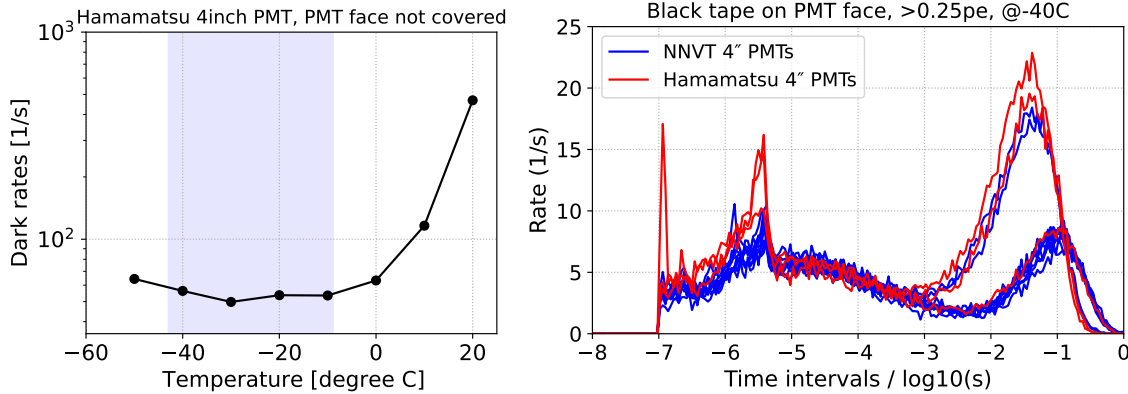 Hamamatsu 4inch PMT, PMT face not covered
10³
10²
Dark rates [1/s]
−60 −40 −20 0 20
Temperature [degree C]
Black tape on PMT face, >0.25pe, @-40C
NNVT 4″ PMTs
Hamamatsu 4″ PMTs
25
20
15
10
5
0
Rate (1/s)
−8 −7 −6 −5 −4 −3 −2 −1 0
Time intervals / log10(s)